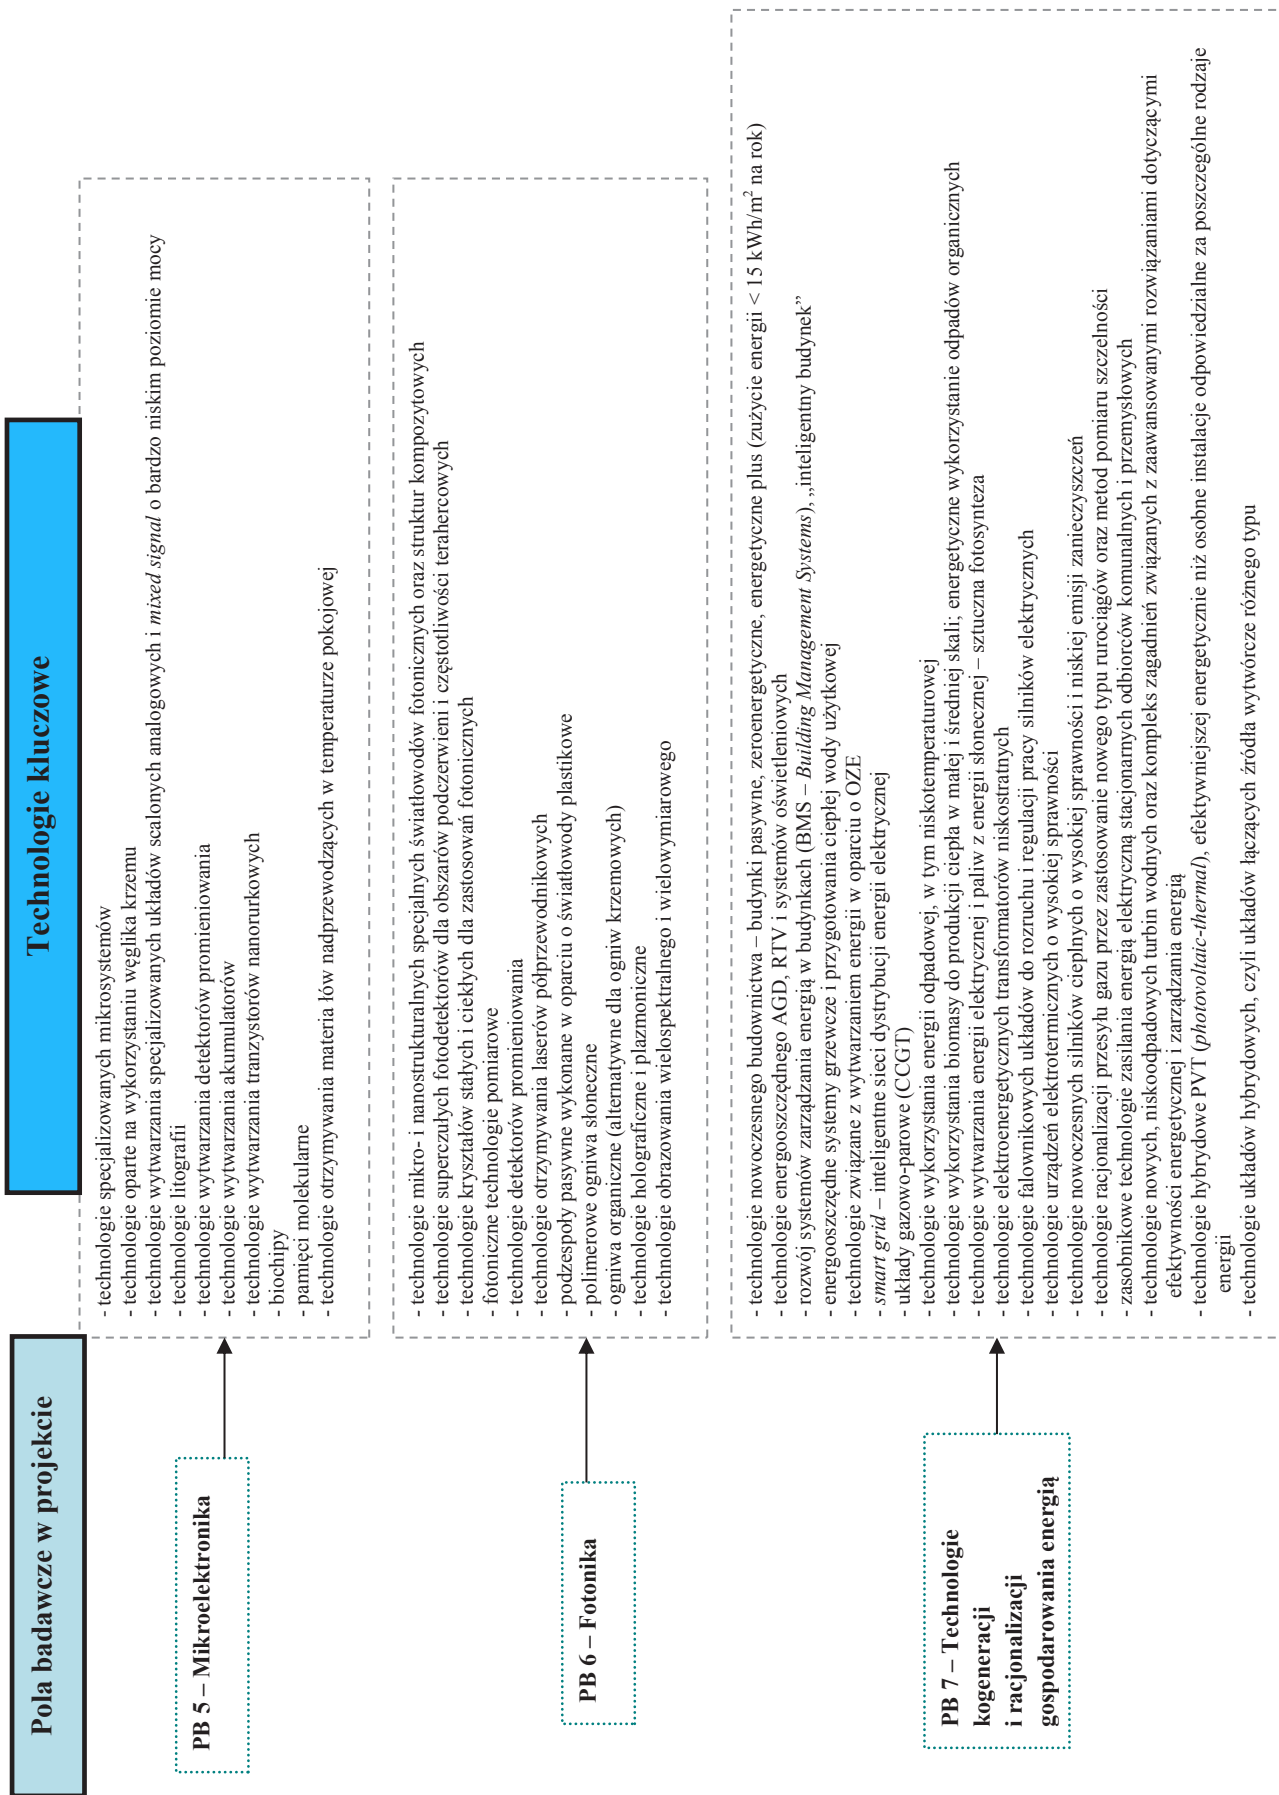 Pola badawcze w projekcie
Technologie kluczowe
PB 5 – Mikroelektronika
- technologie specjalizowanych mikrosystemów
- technologie oparte na wykorzystaniu węglika krzemu
- technologie wytwarzania specjalizowanych układów scalonych analogowych i mixed signal o bardzo niskim poziomie mocy
- technologie litografii
- technologie wytwarzania detektorów promieniowania
- technologie wytwarzania akumulatorów
- technologie wytwarzania tranzystorów nanorurkowych
- biochipy
- pamięci molekularne
- technologie otrzymywania materia łów nadprzewodzących w temperaturze pokojowej
PB 6 – Fotonika
- technologie mikro- i nanostrukturalnych specjalnych światłowodów fotonicznych oraz struktur kompozytowych
- technologie superczułych fotodetektorów dla obszarów podczerwieni i częstotliwości terahercowych
- technologie kryształów stałych i ciekłych dla zastosowań fotonicznych
- fotoniczne technologie pomiarowe
- technologie detektorów promieniowania
- technologie otrzymywania laserów półprzewodnikowych
- podzespoły pasywne wykonane w oparciu o światłowody plastikowe
- polimerowe ogniwa słoneczne
- ogniwa organiczne (alternatywne dla ogniw krzemowych)
- technologie holograficzne i plazmoniczne
- technologie obrazowania wielospektralnego i wielowymiarowego
PB 7 – Technologie
kogeneracji
i racjonalizacji
gospodarowania energią
- technologie nowoczesnego budownictwa – budynki pasywne, zeroenergetyczne, energetyczne plus (zużycie energii < 15 kWh/m² na rok)
- technologie energooszczędnego AGD, RTV i systemów oświetleniowych
- rozwój systemów zarządzania energią w budynkach (BMS – Building Management Systems), „inteligentny budynek”
- energooszczędne systemy grzewcze i przygotowania ciepłej wody użytkowej
- technologie związane z wytwarzaniem energii w oparciu o OZE
- smart grid – inteligentne sieci dystrybucji energii elektrycznej
- układy gazowo-parowe (CCGT)
- technologie wykorzystania energii odpadowej, w tym niskotemperaturowej
- technologie wykorzystania biomasy do produkcji ciepła w małej i średniej skali; energetyczne wykorzystanie odpadów organicznych
- technologie wytwarzania energii elektrycznej i paliw z energii słonecznej – sztuczna fotosynteza
- technologie elektroenergetycznych transformatorów niskostratnych
- technologie falownikowych układów do rozruchu i regulacji pracy silników elektrycznych
- technologie urządzeń elektrotermicznych o wysokiej sprawności
- technologie nowoczesnych silników cieplnych o wysokiej sprawności i niskiej emisji zanieczyszczeń
- technologie racjonalizacji przesyłu gazu przez zastosowanie nowego typu rurociągów oraz metod pomiaru szczelności
- zasobnikowe technologie zasilania energią elektryczną stacjonarnych odbiorców komunalnych i przemysłowych
- technologie nowych, niskoodpadowych turbin wodnych oraz kompleks zagadnień związanych z zaawansowanymi rozwiązaniami dotyczącymi
efektywności energetycznej i zarządzania energią
- technologie hybrydowe PVT (photovoltaic-thermal), efektywniejszej energetycznie niż osobne instalacje odpowiedzialne za poszczególne rodzaje
energii
- technologie układów hybrydowych, czyli układów łączących źródła wytwórcze różnego typu